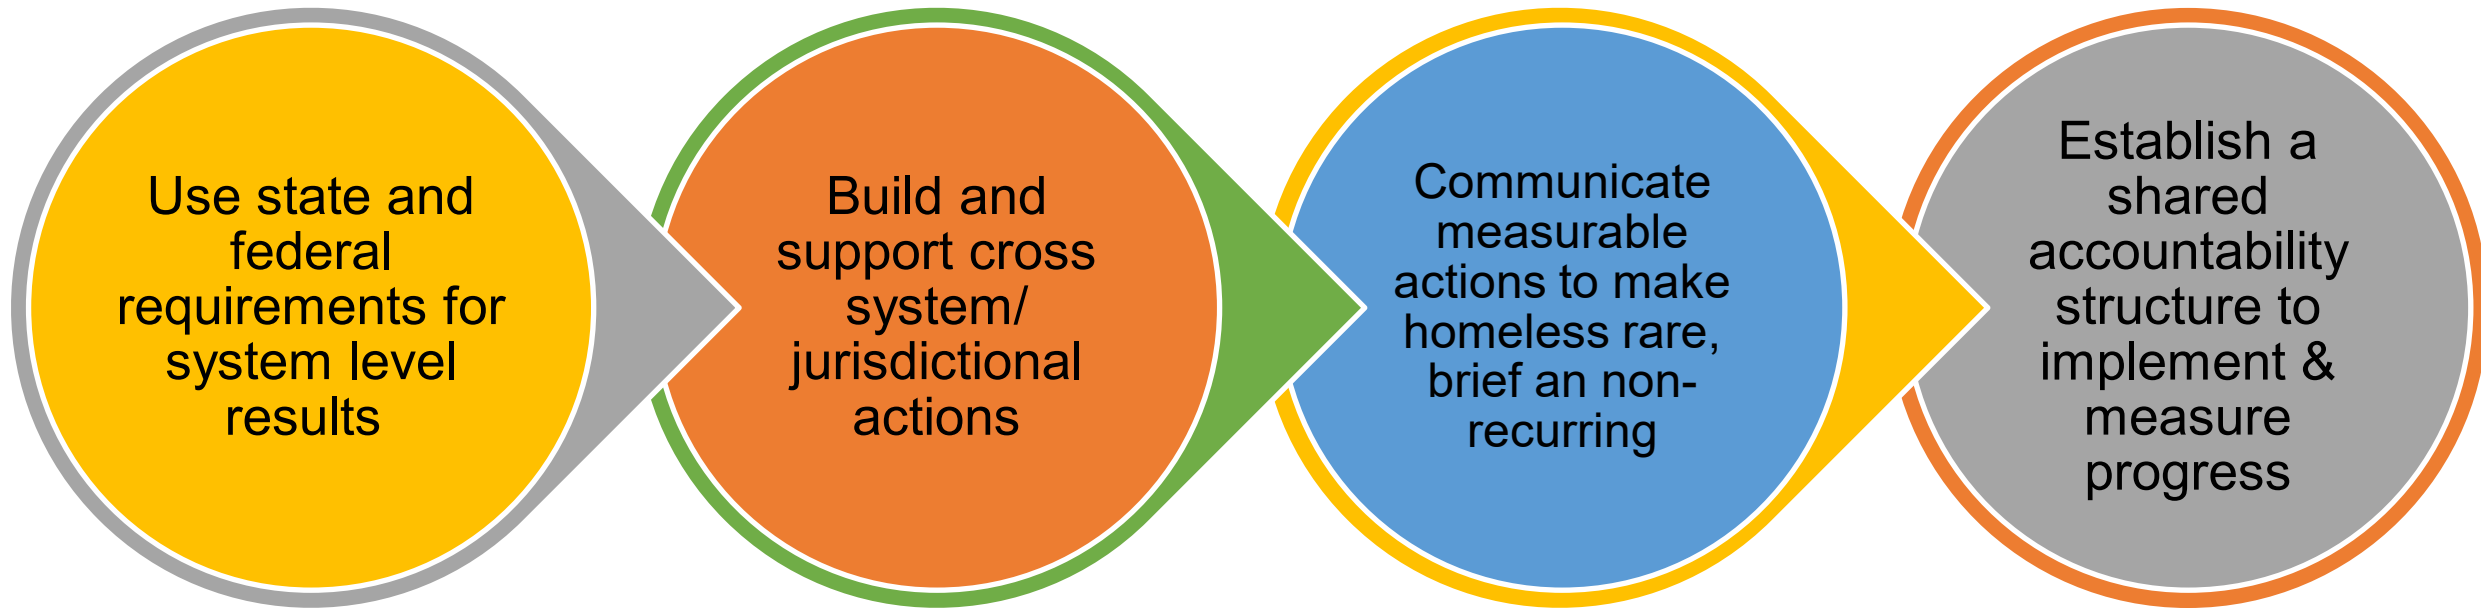 Use state and
federal
requirements for
system level
results
Build and
support cross
system/
jurisdictional
actions
Communicate
measurable
actions to make
homeless rare,
brief an non-
recurring
Establish a
shared
accountability
structure to
implement &
measure
progress